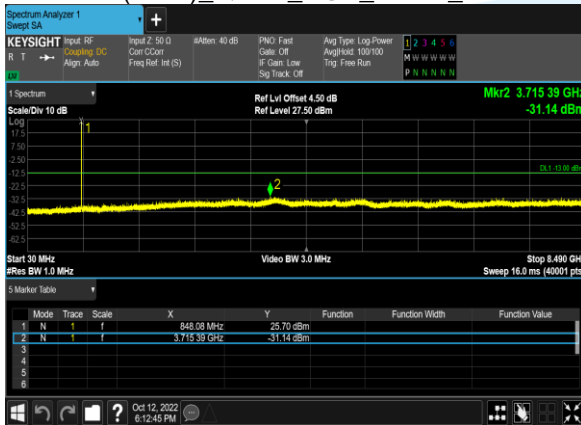 Spectrum Analyzer 1
Swept SA
+
KEYSIGHT Input: RF Input Z: 50 Ω #Atten: 40 dB PNO: Fast Avg Type: Log-Power 1 2 3 4 5 6
R T Coupling: DC Corr CCorr Gate: Off Avg|Hold: 100/100 M W W W W W
Align: Auto Freq Ref: Int (S) IF Gain: Low Trig: Free Run P N N N N N
Sig Track: Off
1 Spectrum Ref Lvl Offset 4.50 dB Mkr2 3.715 39 GHz
Scale/Div 10 dB Ref Level 27.50 dBm -31.14 dBm
Log
17.5
7.50
-2.50
-12.5
-22.5
-32.5
-42.5
-52.5
-62.5
1
DL1 -13.00 dBm
2
Start 30 MHz Video BW 3.0 MHz Stop 8.490 GH
#Res BW 1.0 MHz Sweep 16.0 ms (40001 pts
5 Marker Table
Mode Trace Scale X Y Function Function Width Function Value
1 N 1 f 848.08 MHz 25.70 dBm
2 N 1 f 3.715 39 GHz -31.14 dBm
3
4
5
6
? Oct 12, 2022
6:12:45 PM